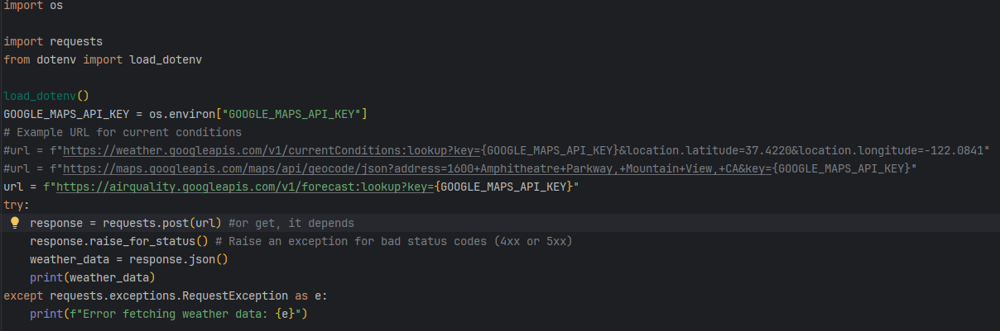 import os
import requests
from dotenv import load_dotenv
load_dotenv()
GOOGLE_MAPS_API_KEY = os.environ["GOOGLE_MAPS_API_KEY"]
# Example URL for current conditions
#url = f"https://weather.googleapis.com/v1/currentConditions:lookup?key={GOOGLE_MAPS_API_KEY}&location.latitude=37.4220&location.longitude=-122.0841"
#url = f"https://maps.googleapis.com/maps/api/geocode/json?address=1600+Amphitheatre+Parkway,+Mountain+View,+CA&key={GOOGLE_MAPS_API_KEY}"
url = f"https://airquality.googleapis.com/v1/forecast:lookup?key={GOOGLE_MAPS_API_KEY}"
try:
    response = requests.post(url) #or get, it depends
    response.raise_for_status() # Raise an exception for bad status codes (4xx or 5xx)
    weather_data = response.json()
    print(weather_data)
except requests.exceptions.RequestException as e:
    print(f"Error fetching weather data: {e}")